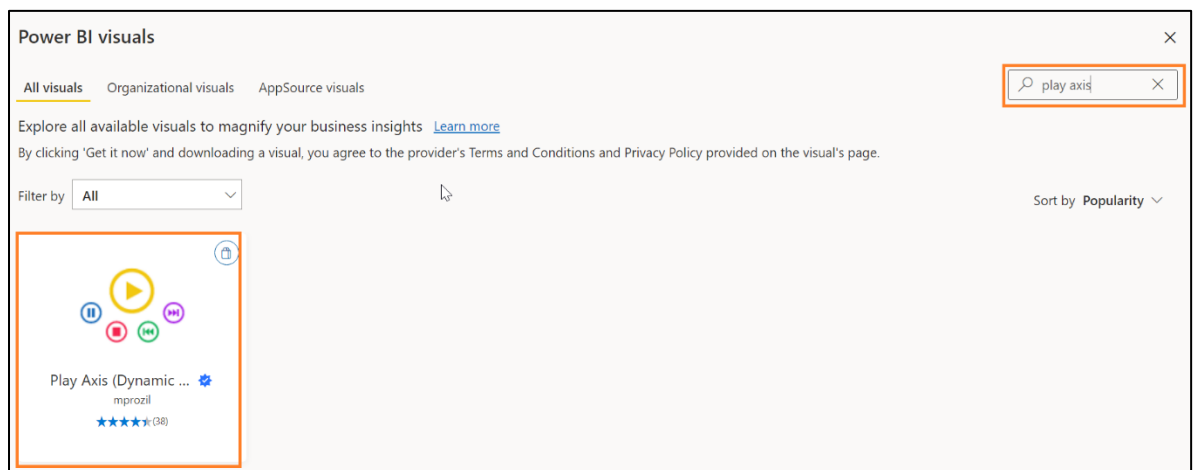 Power BI visuals
All visuals Organizational visuals AppSource visuals
play axis
Explore all available visuals to magnify your business insights Learn more
By clicking 'Get it now' and downloading a visual, you agree to the provider's Terms and Conditions and Privacy Policy provided on the visual's page.
Filter by All
Sort by Popularity
Play Axis (Dynamic ...
mprozil
(38)